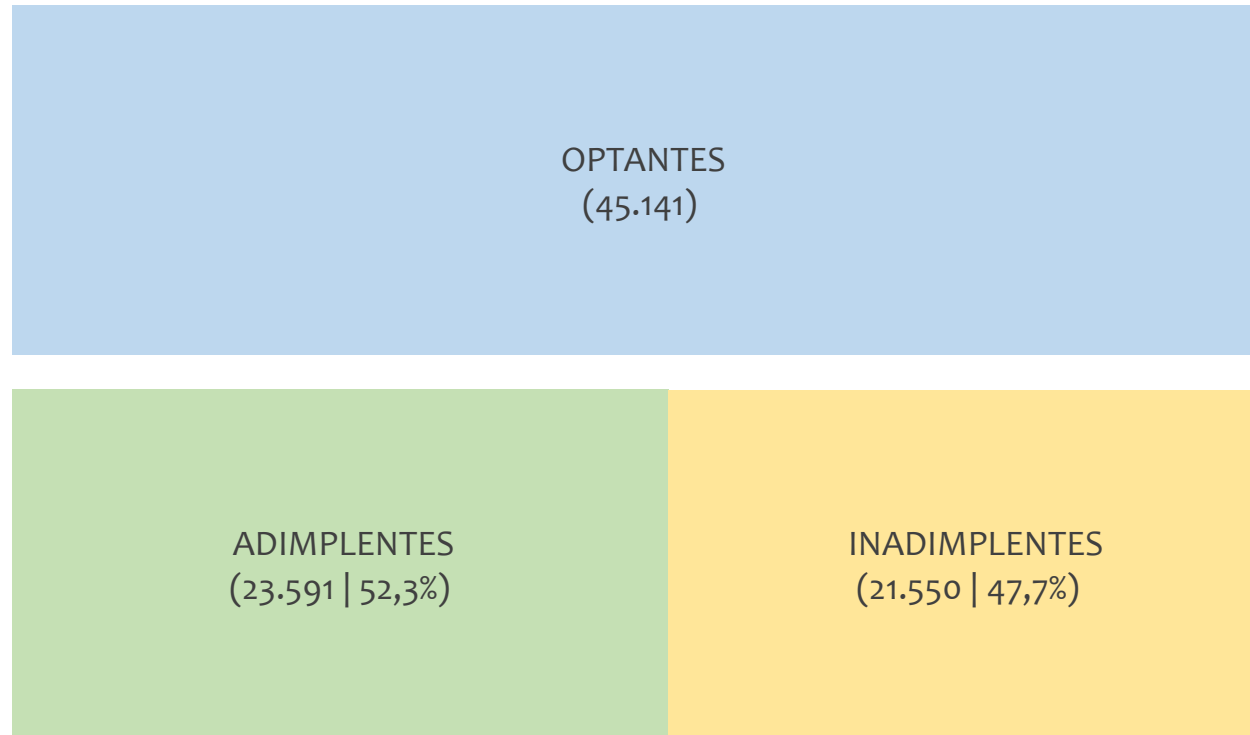 OPTANTES
(45.141)
ADIMPLENTES
(23.591 | 52,3%)
INADIMPLENTES
(21.550 | 47,7%)